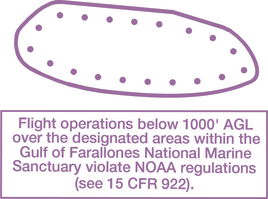 Flight operations below 1000' AGL
over the designated areas within the
Gulf of Farallones National Marine
Sanctuary violate NOAA regulations
(see 15 CFR 922).